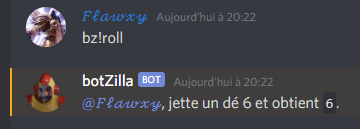 𝓕𝓵𝓪𝔀𝔁𝔂 Aujourd'hui à 20:22
bz!roll
botZilla BOT Aujourd'hui à 20:22
@𝓕𝓵𝓪𝔀𝔁𝔂, jette un dé 6 et obtient 6.